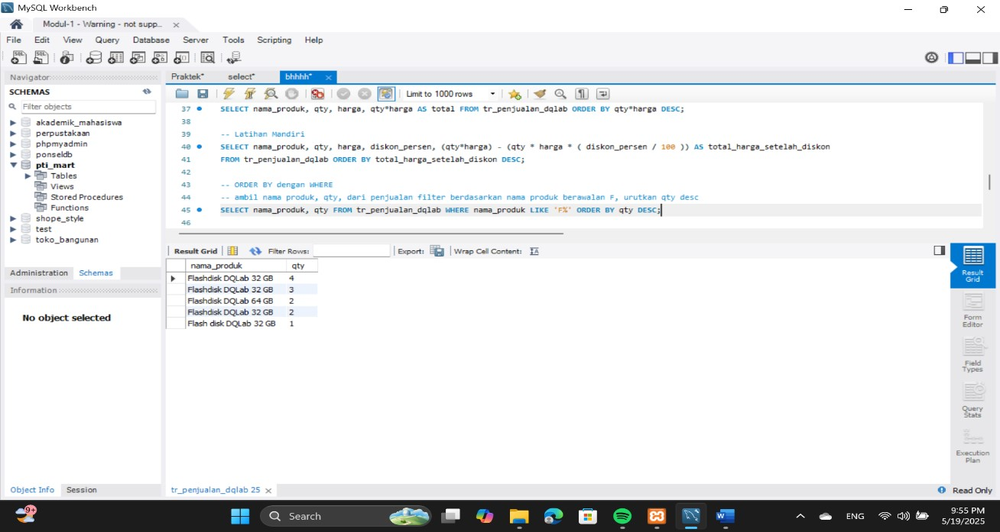 MySQL Workbench
Modul-1 - Warning - not supp...
File Edit View Query Database Server Tools Scripting Help
Navigator
Praktek* select* bhhhh*
SCHEMAS
Limit to 1000 rows
Filter objects
akademik_mahasiswa
perpustakaan
phpmyadmin
ponseldb
pti_mart
Tables
Views
Stored Procedures
Functions
shope_style
test
toko_bangunan
37 SELECT nama_produk, qty, harga, qty*harga AS total FROM tr_penjualan_dqlab ORDER BY qty*harga DESC;
38
39 -- Latihan Mandiri
40 SELECT nama_produk, qty, harga, diskon_persen, (qty*harga) - (qty * harga * ( diskon_persen / 100 )) AS total_harga_setelah_diskon
41 FROM tr_penjualan_dqlab ORDER BY total_harga_setelah_diskon DESC;
42
43 -- ORDER BY dengan WHERE
44 -- ambil nama produk, qty, dari penjualan filter berdasarkan nama produk berawalan F, urutkan qty desc
45 SELECT nama_produk, qty FROM tr_penjualan_dqlab WHERE nama_produk LIKE 'F%' ORDER BY qty DESC;
46
Result Grid Filter Rows: Export: Wrap Cell Content: IA
nama_produk qty
Flashdisk DQLab 32 GB 4
Flashdisk DQLab 32 GB 3
Flashdisk DQLab 64 GB 2
Flashdisk DQLab 32 GB 2
Flash disk DQLab 32 GB 1
Result
Grid
Form
Editor
Field
Types
Query
Stats
Execution
Plan
Administration Schemas
Information
No object selected
Object Info Session
tr_penjualan_dqlab 25
Read Only
9+
Search
ENG
9:55 PM
5/19/2025